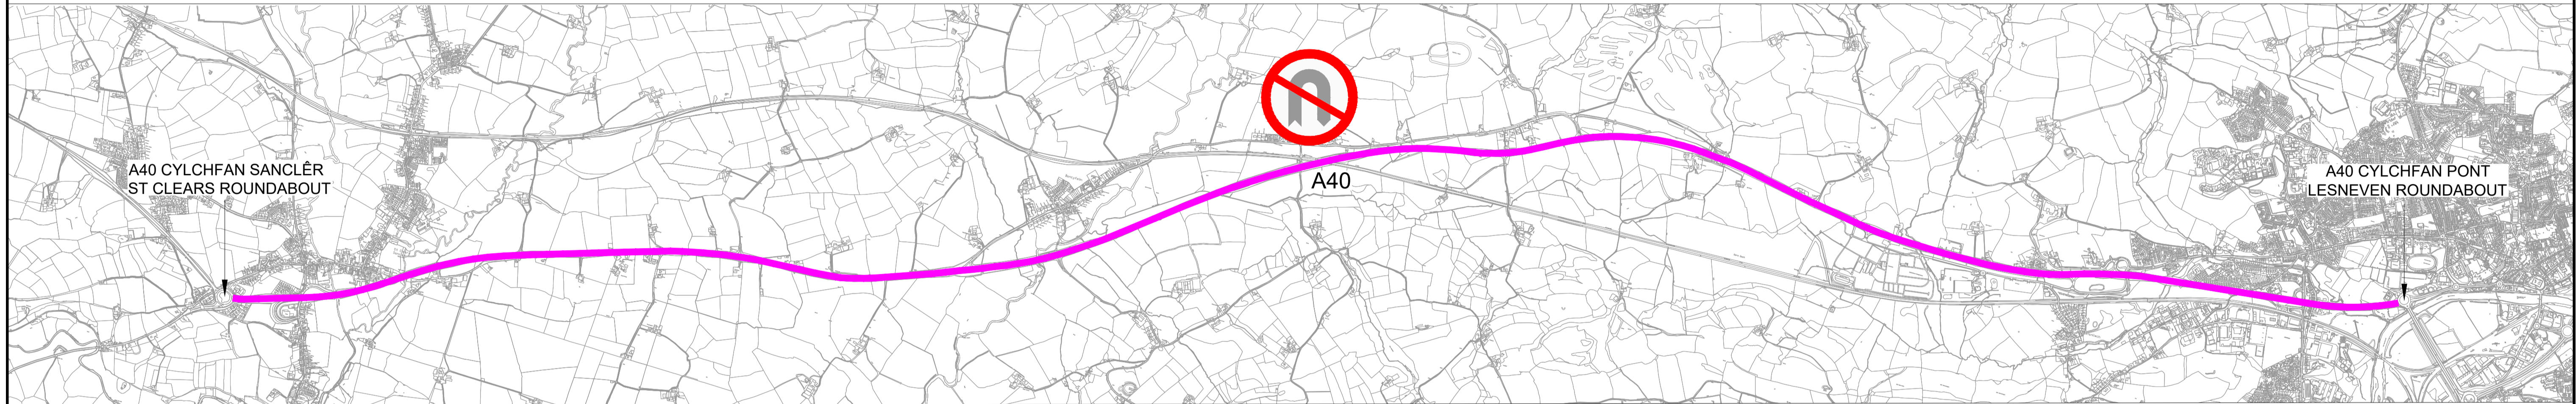 A40 CYLCHFAN SANCLÊR
ST CLEARS ROUNDABOUT
A40
A40 CYLCHFAN PONT
LESNEVEN ROUNDABOUT